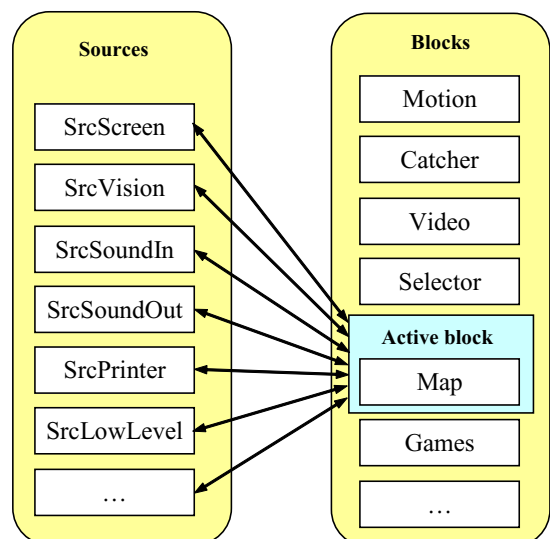 Sources
SrcScreen
SrcVision
SrcSoundIn
SrcSoundOut
SrcPrinter
SrcLowLevel
…
Blocks
Motion
Catcher
Video
Selector
Active block
Map
Games
…